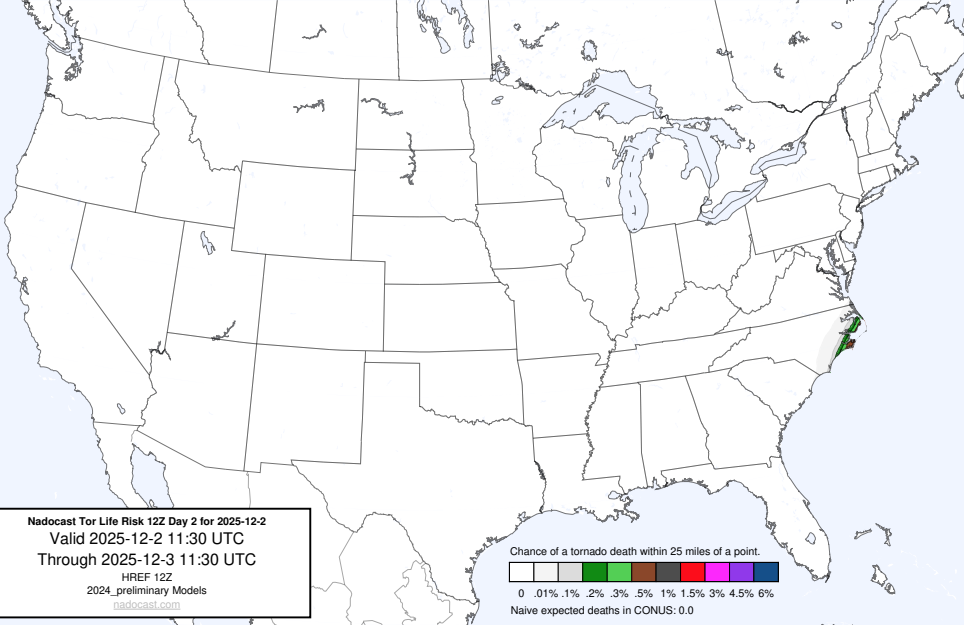 Nadocast Tor Life Risk 12Z Day 2 for 2025-12-2
Valid 2025-12-2 11:30 UTC
Through 2025-12-3 11:30 UTC
HREF 12Z
2024_preliminary Models
nadocast.com
Chance of a tornado death within 25 miles of a point.
0 .01% .1% .2% .3% .5% 1% 1.5% 3% 4.5% 6%
Naive expected deaths in CONUS: 0.0